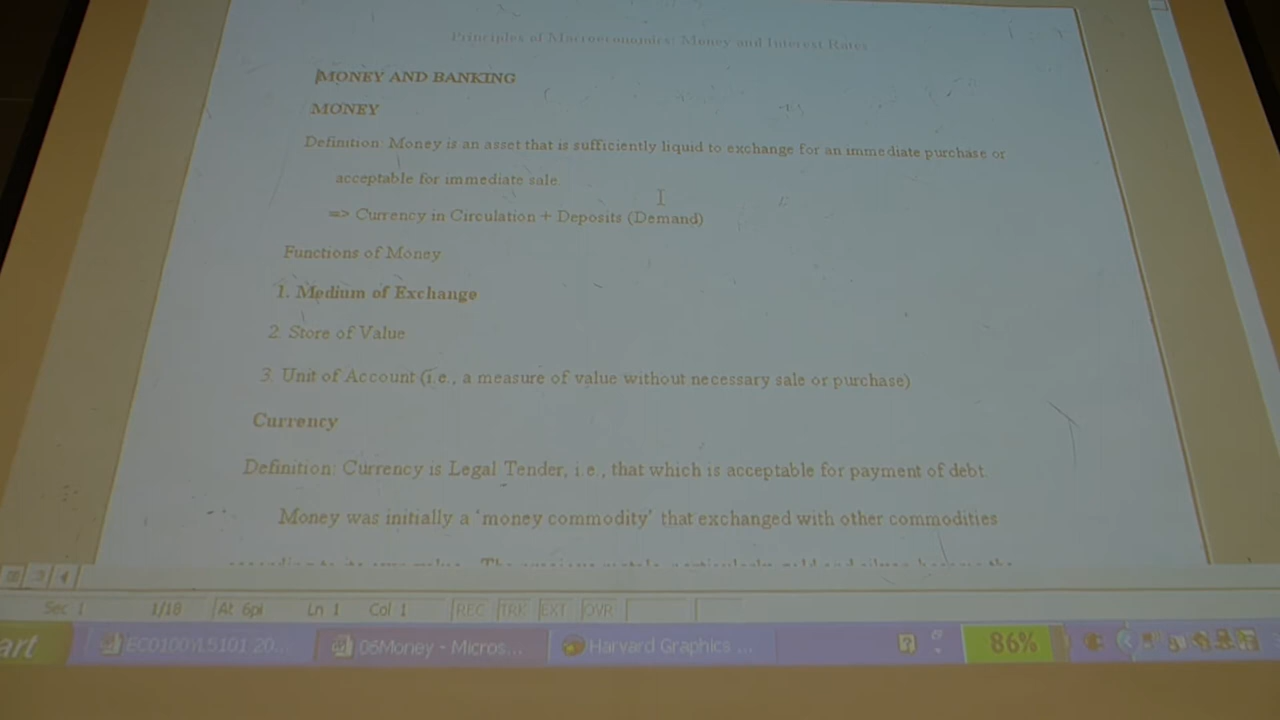 Principles of Macroeconomics: Money and Interest Rates
MONEY AND BANKING
MONEY
Definition: Money is an asset that is sufficiently liquid to exchange for an immediate purchase or
acceptable for immediate sale.
=> Currency in Circulation + Deposits (Demand)
Functions of Money
1. Medium of Exchange
2. Store of Value
3. Unit of Account (i.e., a measure of value without necessary sale or purchase)
Currency
Definition: Currency is Legal Tender, i.e., that which is acceptable for payment of debt.
Money was initially a 'money commodity' that exchanged with other commodities
Sec 1 1/18 At 6pi Ln 1 Col 1 REC TRK EXT OVR
art ECO100Y15101 20... 06Money - Micros... Harvard Graphics ... 86%